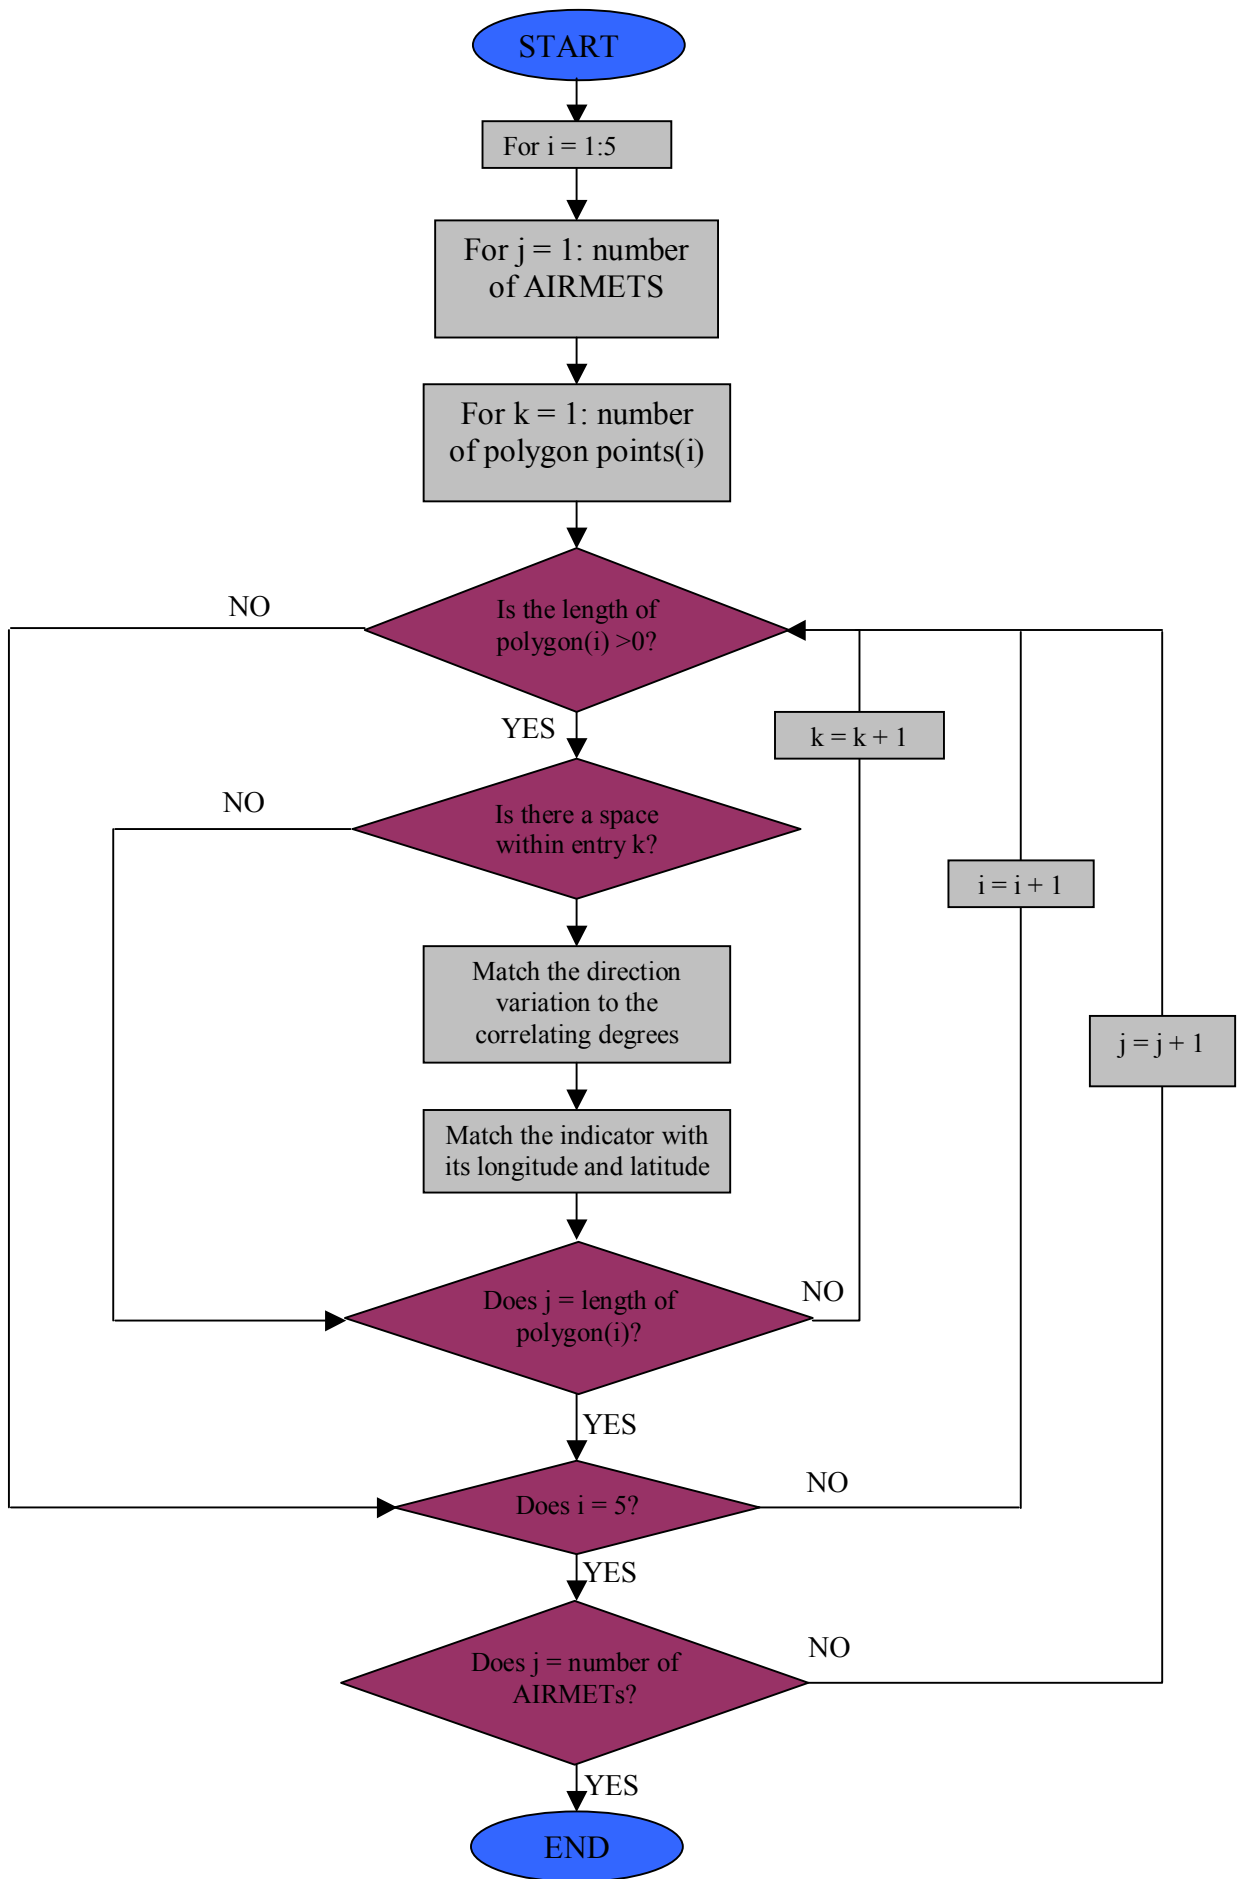 START
For i = 1:5
For j = 1: number
of AIRMETS
For k = 1: number
of polygon points(i)
NO
Is the length of
polygon(i) >0?
YES
k = k + 1
NO
Is there a space
within entry k?
i = i + 1
Match the direction
variation to the
correlating degrees
j = j + 1
Match the indicator with
its longitude and latitude
NO
Does j = length of
polygon(i)?
YES
NO
Does i = 5?
YES
NO
Does j = number of
AIRMETs?
YES
END